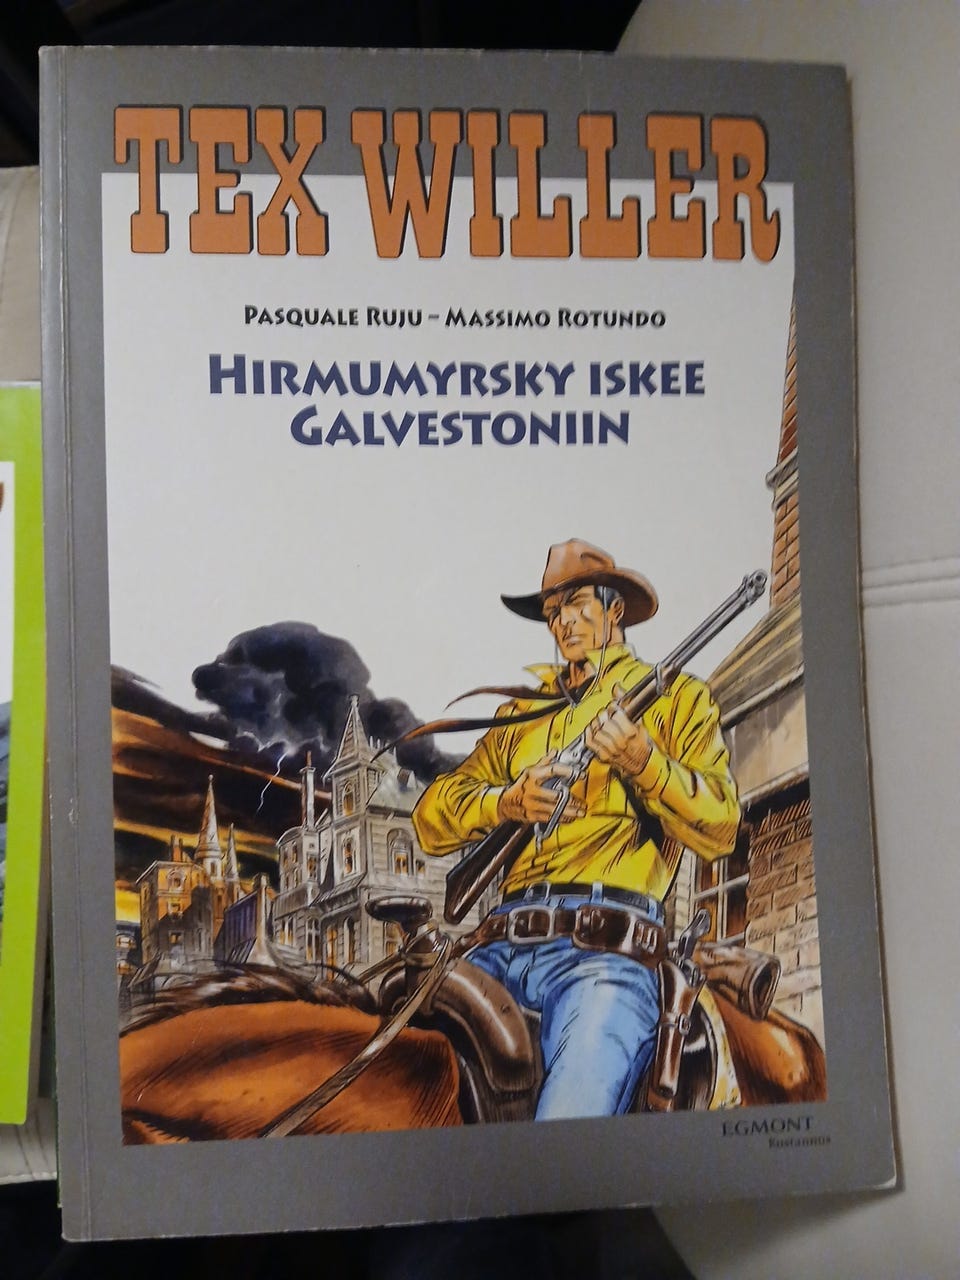 TEX WILLER
PASQUALE RUJU – MASSIMO ROTUNDO
HIRMUMYRSKY ISKEE
GALVESTONIIN
EGMONT
Kustannus